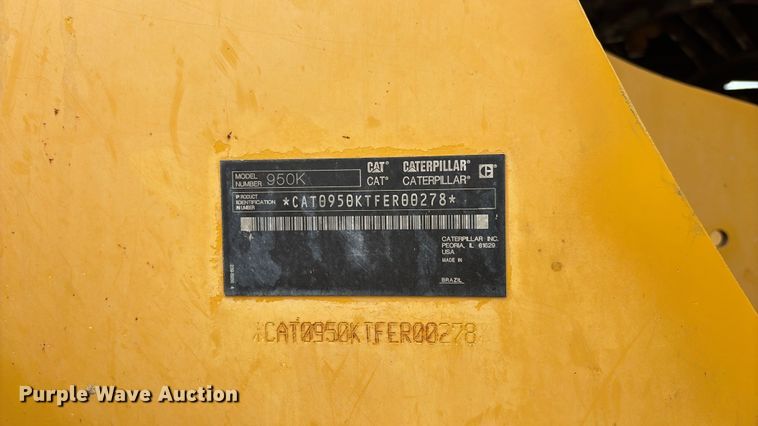 MODEL NUMBER 950K
CAT CATERPILLAR C
CAT® CATERPILLAR®
PRODUCT IDENTIFICATION NUMBER *CAT0950KTFER00278*
CATERPILLAR INC.
PEORIA, IL 61629.
USA
MADE IN
BRAZIL
*CAT0950KTFER00278
Purple Wave Auction®